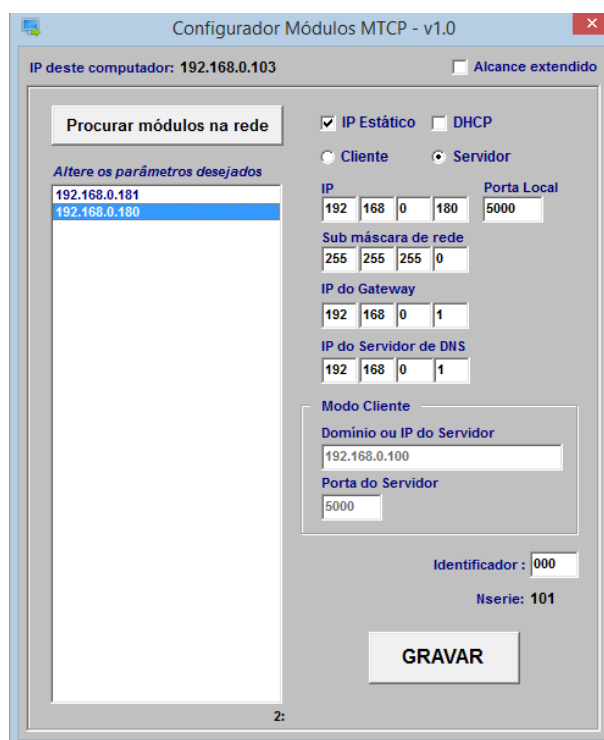 Configurador Módulos MTCP - v1.0
IP deste computador: 192.168.0.103
Alcance extendido
Procurar módulos na rede
Altere os parâmetros desejados
192.168.0.181
192.168.0.180
2:
IP Estático DHCP
Cliente Servidor
IP Porta Local
192 168 0 180 5000
Sub máscara de rede
255 255 255 0
IP do Gateway
192 168 0 1
IP do Servidor de DNS
192 168 0 1
Modo Cliente
Domínio ou IP do Servidor
192.168.0.100
Porta do Servidor
5000
Identificador : 000
Nserie: 101
GRAVAR